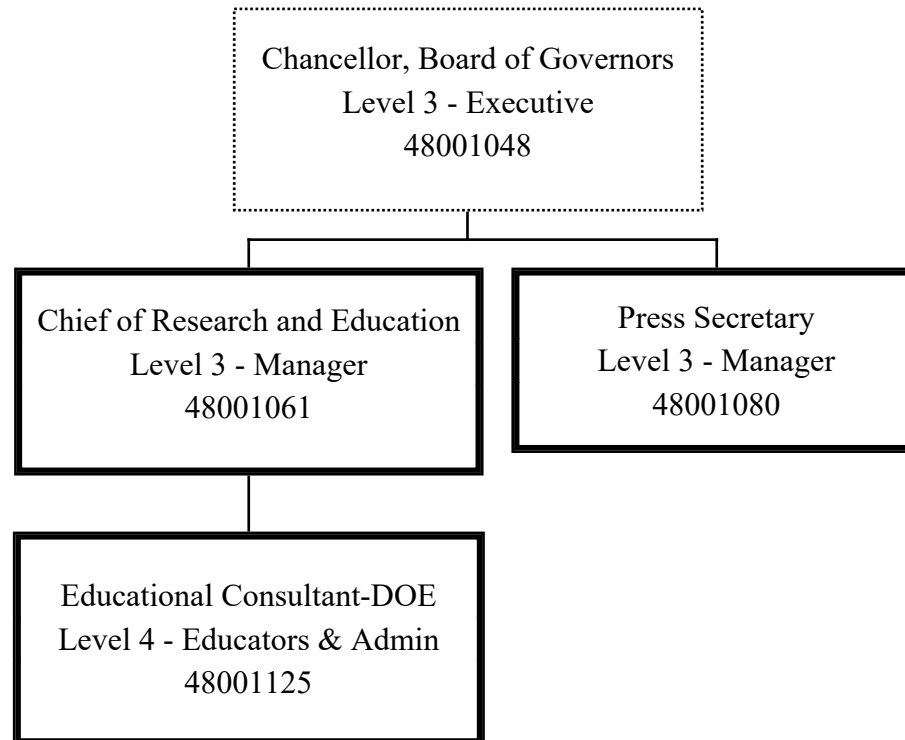 Chancellor, Board of Governors
Level 3 - Executive
48001048
Chief of Research and Education
Level 3 - Manager
48001061
Press Secretary
Level 3 - Manager
48001080
Educational Consultant-DOE
Level 4 - Educators & Admin
48001125